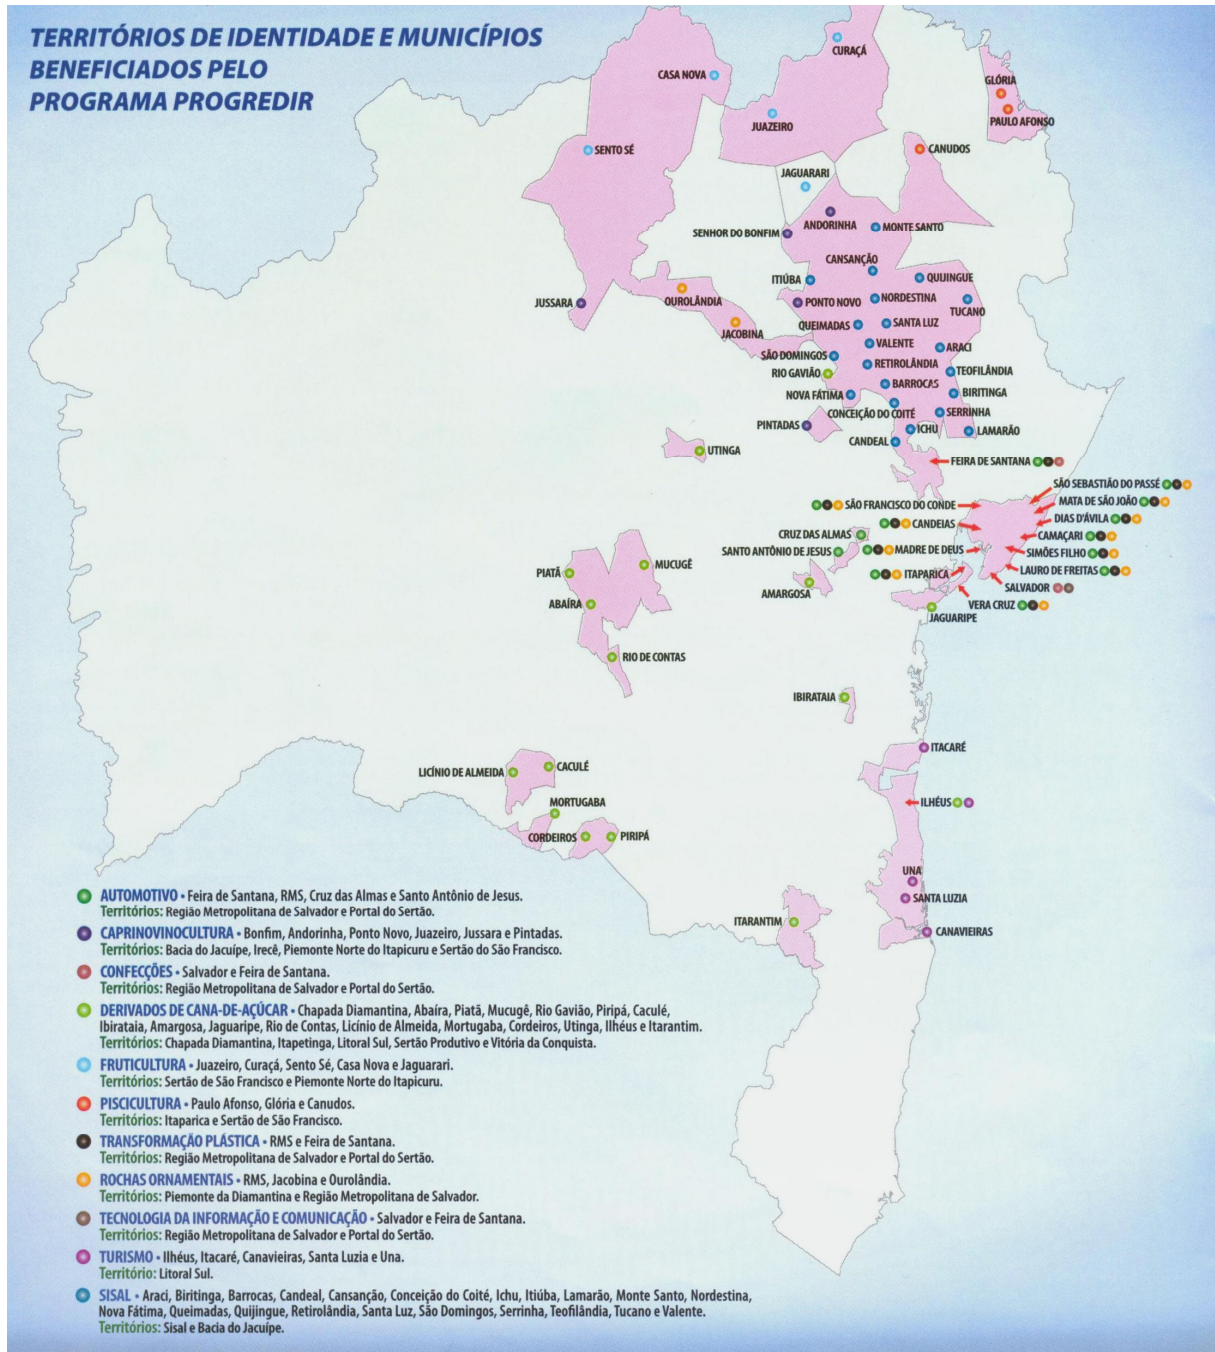 TERRITÓRIOS DE IDENTIDADE E MUNICÍPIOS
BENEFICIADOS PELO
PROGRAMA PROGREDIR
CURAÇÁ
CASA NOVA
GLÓRIA
JUAZEIRO
PAULO AFONSO
SENTO SÉ
CANUDOS
JAGUARARI
ANDORINHA
MONTE SANTO
SENHOR DO BONFIM
CANSANÇÃO
ITIÚBA
QUIJINGUE
JUSSARA
OUROLÂNDIA
PONTO NOVO
NORDESTINA
TUCANO
JACOBINA
QUEIMADAS
SANTA LUZ
VALENTE
ARACI
SÃO DOMINGOS
RETIROLÂNDIA
RIO GAVIÃO
TEOFILÂNDIA
BARROCAS
NOVA FÁTIMA
BIRITINGA
CONCEIÇÃO DO COITÉ
SERRINHA
PINTADAS
ICHU
LAMARÃO
CANDEAL
UTINGA
FEIRA DE SANTANA
SÃO SEBASTIÃO DO PASSÉ
SÃO FRANCISCO DO CONDE
MATA DE SÃO JOÃO
CANDEIAS
DIAS D'ÁVILA
CRUZ DAS ALMAS
CAMAÇARI
SANTO ANTÔNIO DE JESUS
MADRE DE DEUS
SIMÕES FILHO
MUCUGÊ
PIATÃ
ITAPARICA
LAURO DE FREITAS
AMARGOSA
SALVADOR
ABAÍRA
VERA CRUZ
JAGUARIPE
RIO DE CONTAS
IBIRATAIA
ITACARÉ
LICÍNIO DE ALMEIDA
CACULÉ
MORTUGABA
ILHÉUS
CORDEIROS
PIRIPÁ
UNA
SANTA LUZIA
ITARANTIM
CANAVIEIRAS
AUTOMOTIVO • Feira de Santana, RMS, Cruz das Almas e Santo Antônio de Jesus.
Territórios: Região Metropolitana de Salvador e Portal do Sertão.
CAPRINOVINOCULTURA • Bonfim, Andorinha, Ponto Novo, Juazeiro, Jussara e Pintadas.
Territórios: Bacia do Jacuípe, Irecê, Piemonte Norte do Itapicuru e Sertão do São Francisco.
CONFECÇÕES • Salvador e Feira de Santana.
Territórios: Região Metropolitana de Salvador e Portal do Sertão.
DERIVADOS DE CANA-DE-AÇÚCAR • Chapada Diamantina, Abaíra, Piatã, Mucugê, Rio Gavião, Piripá, Caculé,
Ibirataia, Amargosa, Jaguaripe, Rio de Contas, Licínio de Almeida, Mortugaba, Cordeiros, Utinga, Ilhéus e Itarantim.
Territórios: Chapada Diamantina, Itapetinga, Litoral Sul, Sertão Produtivo e Vitória da Conquista.
FRUTICULTURA • Juazeiro, Curaçá, Sento Sé, Casa Nova e Jaguarari.
Territórios: Sertão de São Francisco e Piemonte Norte do Itapicuru.
PISCICULTURA • Paulo Afonso, Glória e Canudos.
Territórios: Itaparica e Sertão de São Francisco.
TRANSFORMAÇÃO PLÁSTICA • RMS e Feira de Santana.
Territórios: Região Metropolitana de Salvador e Portal do Sertão.
ROCHAS ORNAMENTAIS • RMS, Jacobina e Ourolândia.
Territórios: Piemonte da Diamantina e Região Metropolitana de Salvador.
TECNOLOGIA DA INFORMAÇÃO E COMUNICAÇÃO • Salvador e Feira de Santana.
Territórios: Região Metropolitana de Salvador e Portal do Sertão.
TURISMO • Ilhéus, Itacaré, Canavieiras, Santa Luzia e Una.
Território: Litoral Sul.
SISAL • Araci, Biritinga, Barrocas, Candeal, Cansanção, Conceição do Coité, Ichu, Itiúba, Lamarão, Monte Santo, Nordestina,
Nova Fátima, Queimadas, Quijingue, Retirolândia, Santa Luz, São Domingos, Serrinha, Teofilândia, Tucano e Valente.
Territórios: Sisal e Bacia do Jacuípe.